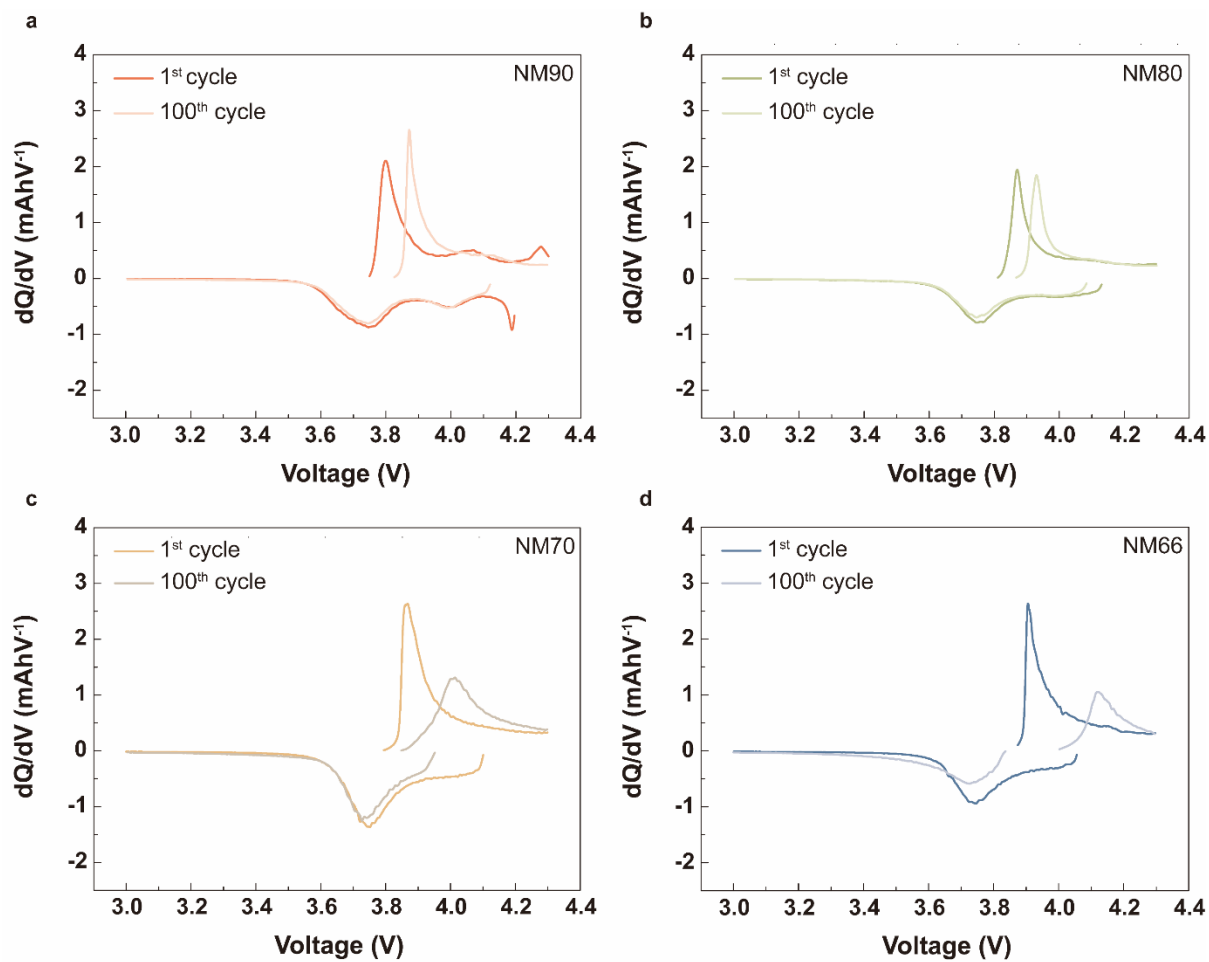 a
4
3
2
1
0
-1
-2
dQ/dV (mAhV⁻¹)
1st cycle
100th cycle
NM90
3.0 3.2 3.4 3.6 3.8 4.0 4.2 4.4
Voltage (V)
b
4
3
2
1
0
-1
-2
dQ/dV (mAhV⁻¹)
1st cycle
100th cycle
NM80
3.0 3.2 3.4 3.6 3.8 4.0 4.2 4.4
Voltage (V)
c
4
3
2
1
0
-1
-2
dQ/dV (mAhV⁻¹)
1st cycle
100th cycle
NM70
3.0 3.2 3.4 3.6 3.8 4.0 4.2 4.4
Voltage (V)
d
4
3
2
1
0
-1
-2
dQ/dV (mAhV⁻¹)
1st cycle
100th cycle
NM66
3.0 3.2 3.4 3.6 3.8 4.0 4.2 4.4
Voltage (V)